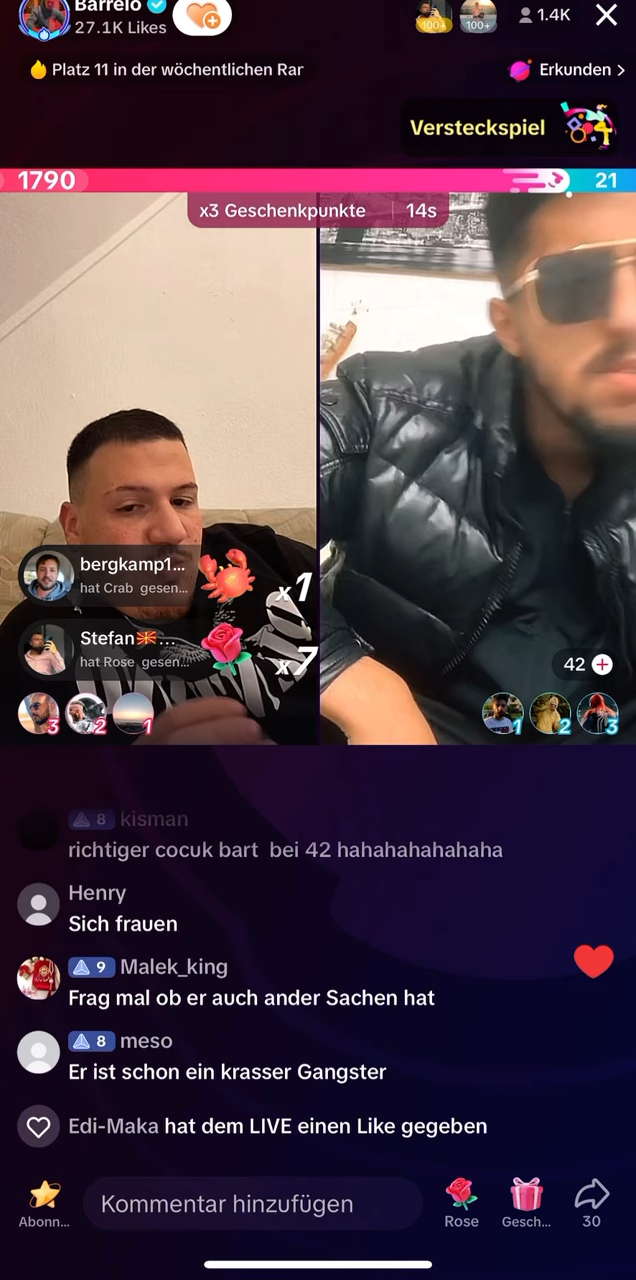 Barrelo
27.1K Likes
100+
100+
1.4K
Platz 11 in der wöchentlichen Ran
Erkunden >
Versteckspiel
1790
21
x3 Geschenkpunkte | 14s
bergkamp1...
hat Crab gesen...
x1
Stefan...
hat Rose gesen...
x7
42 +
3
2
1
1
2
3
8 kisman
richtiger cocuk bart bei 42 hahahahahahaha
Henry
Sich frauen
9 Malek_king
Frag mal ob er auch ander Sachen hat
8 meso
Er ist schon ein krasser Gangster
Edi-Maka hat dem LIVE einen Like gegeben
Kommentar hinzufügen
Abonn...
Rose
Gesch...
30